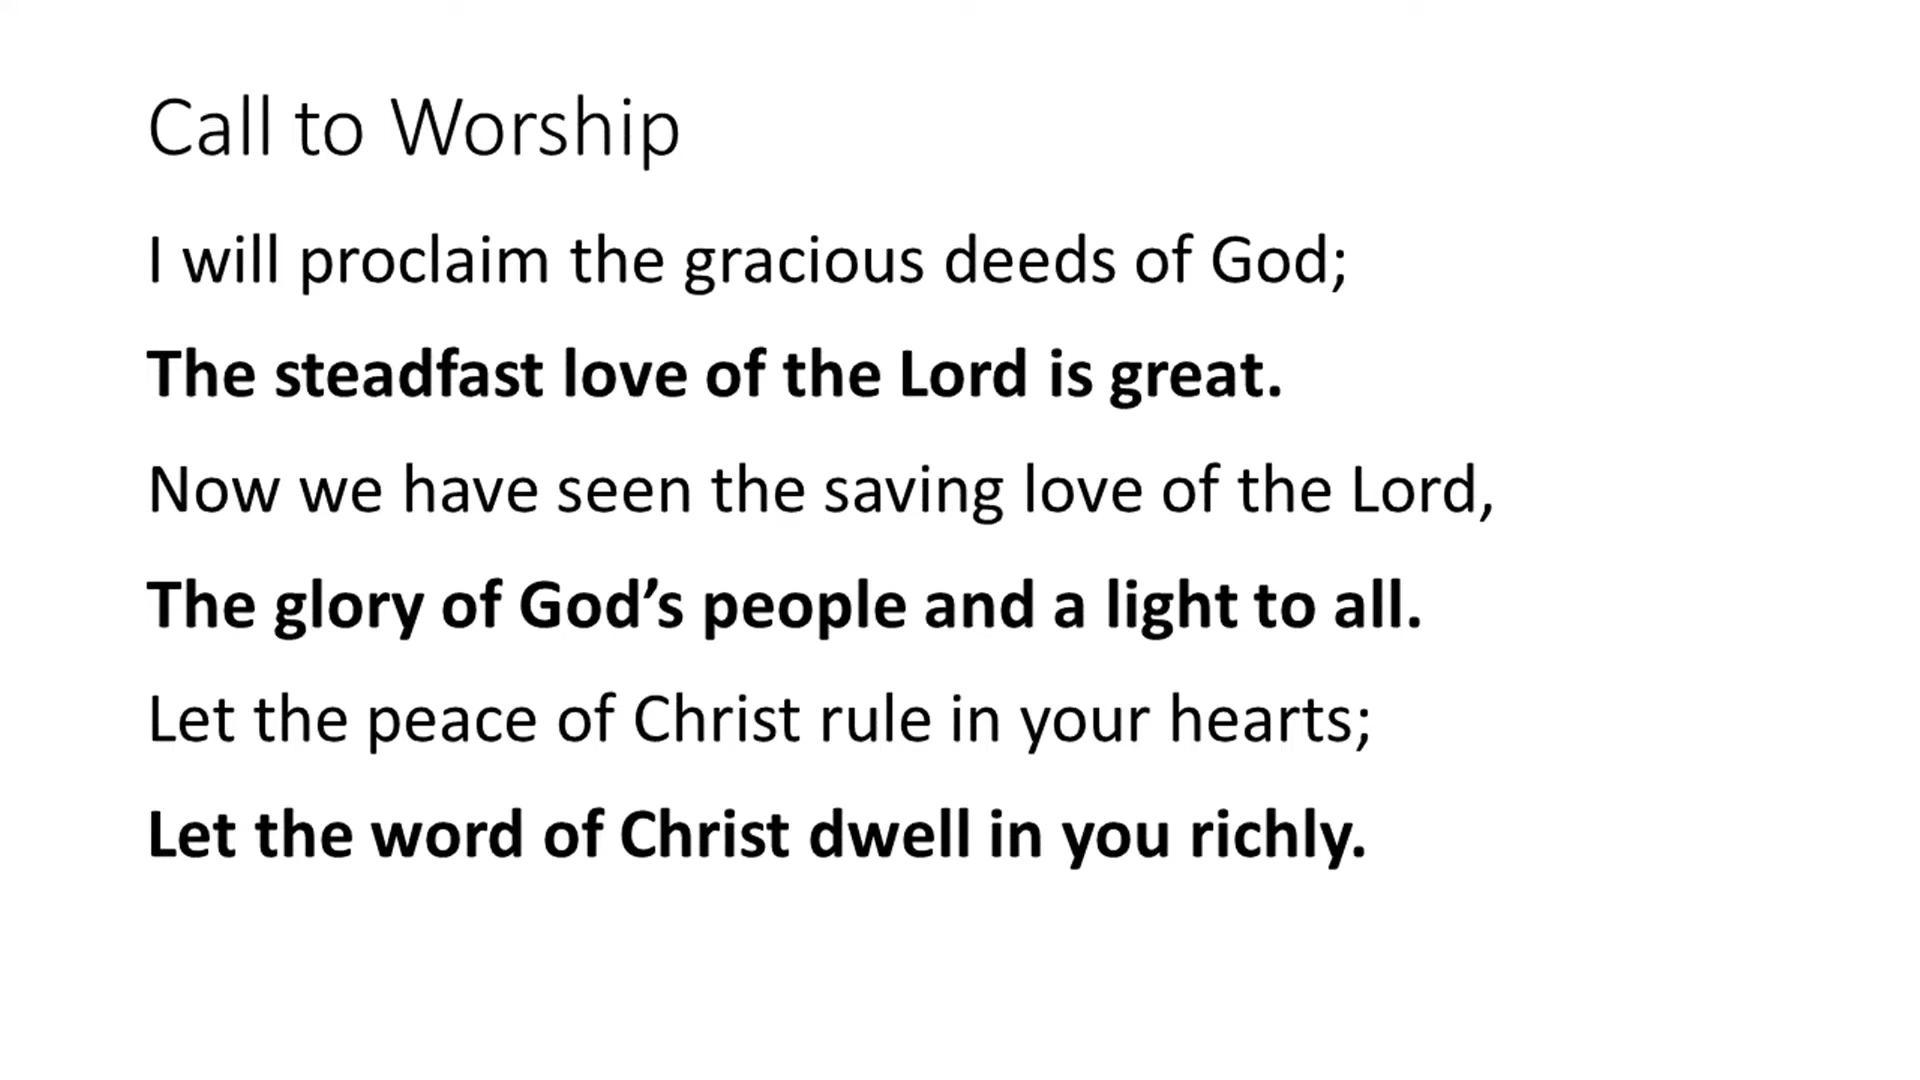 Call to Worship
I will proclaim the gracious deeds of God;
The steadfast love of the Lord is great.
Now we have seen the saving love of the Lord,
The glory of God’s people and a light to all.
Let the peace of Christ rule in your hearts;
Let the word of Christ dwell in you richly.